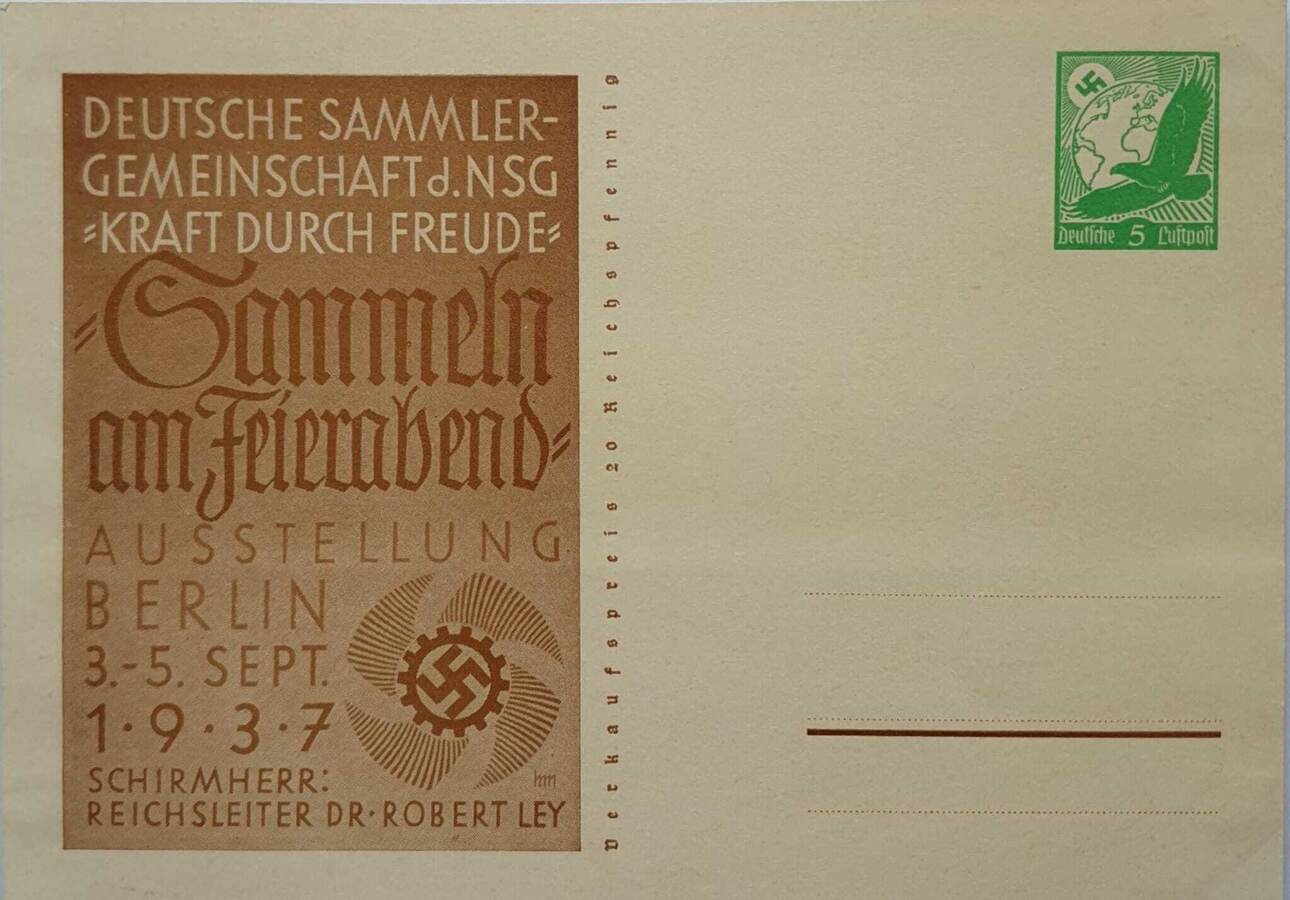 DEUTSCHE SAMMLER-
GEMEINSCHAFT d. NSG
"KRAFT DURCH FREUDE"
"Sammeln
am Feierabend"
AUSSTELLUNG
BERLIN
3.-5. SEPT.
1·9·3·7
SCHIRMHERR:
REICHSLEITER DR·ROBERT LEY
hm
Verkaufspreis 20 Reichspfennig
Deutsche 5 Luftpost